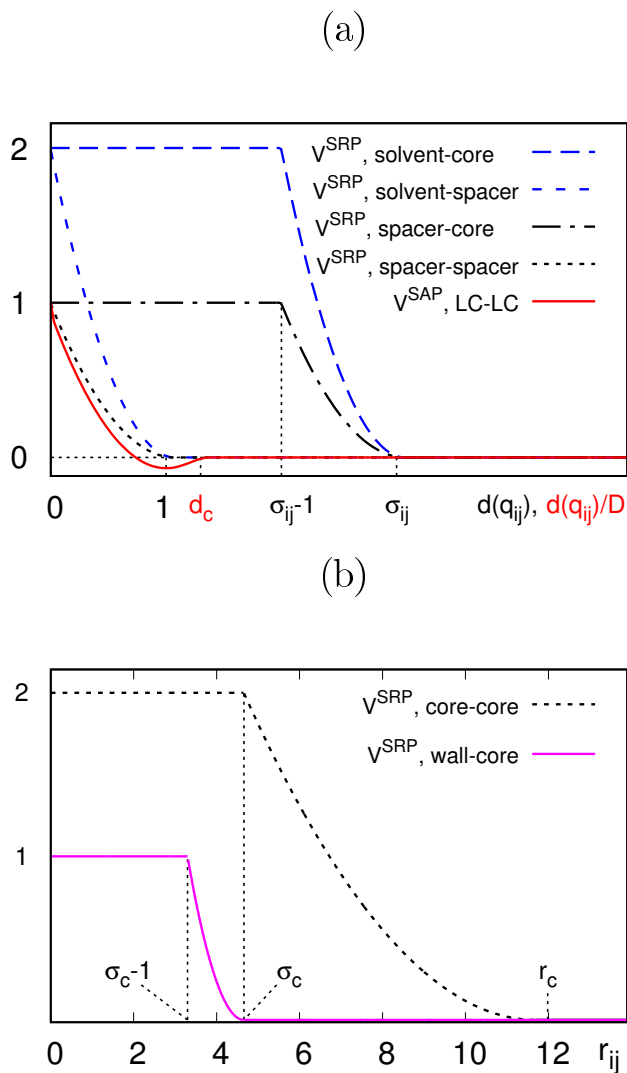 (a)
2
V^SRP, solvent-core
V^SRP, solvent-spacer
V^SRP, spacer-core
V^SRP, spacer-spacer
V^SAP, LC-LC
1
0
0 1 d_c σ_ij-1 σ_ij d(q_ij), d(q_ij)/D
(b)
2
V^SRP, core-core
V^SRP, wall-core
1
σ_c-1 σ_c r_c
0 2 4 6 8 10 12 r_ij